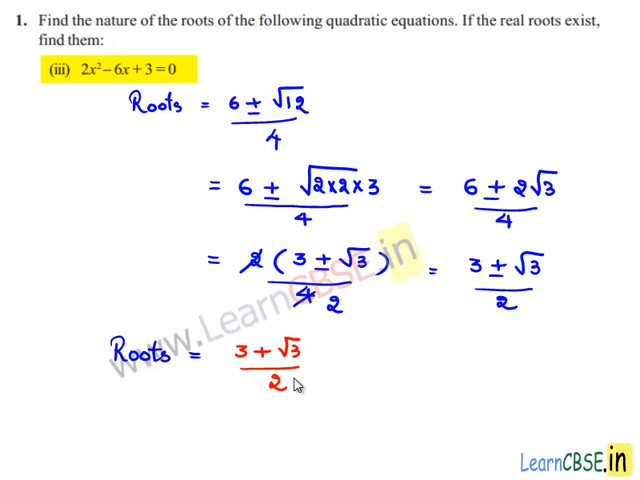 1. Find the nature of the roots of the following quadratic equations. If the real roots exist,
find them:
(iii) 2x² – 6x + 3 = 0
Roots = 6 ± √12 / 4
= 6 ± √2×2×3 / 4 = 6 ± 2√3 / 4
= 2 ( 3 ± √3 ) / 4 2 = 3 ± √3 / 2
www.LearnCBSE.in
Roots = 3 + √3 / 2
LearnCBSE.in